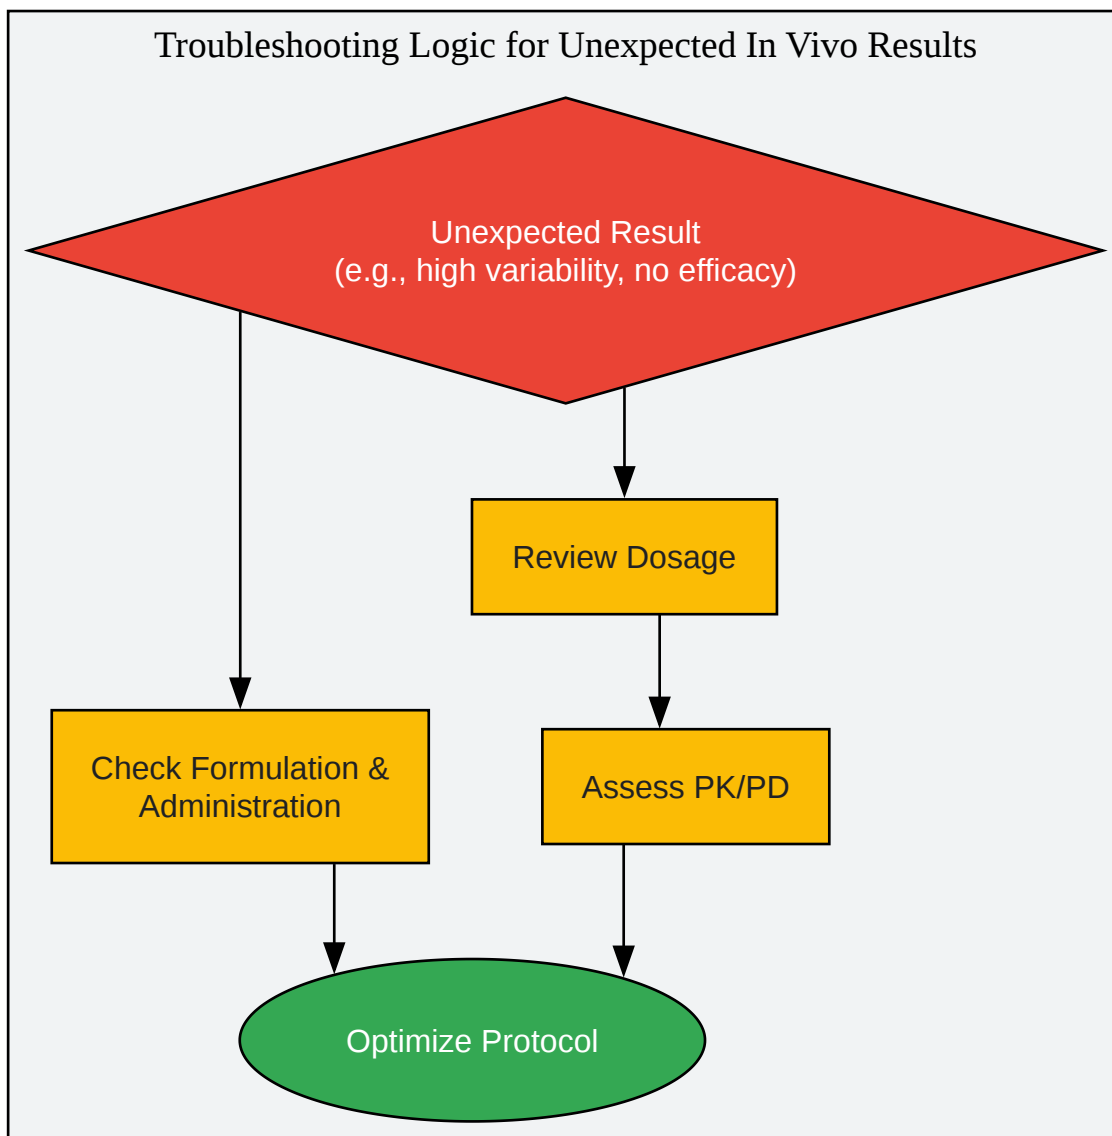 Troubleshooting Logic for Unexpected In Vivo Results
Unexpected Result
(e.g., high variability, no efficacy)
Review Dosage
Check Formulation &
Administration
Assess PK/PD
Optimize Protocol